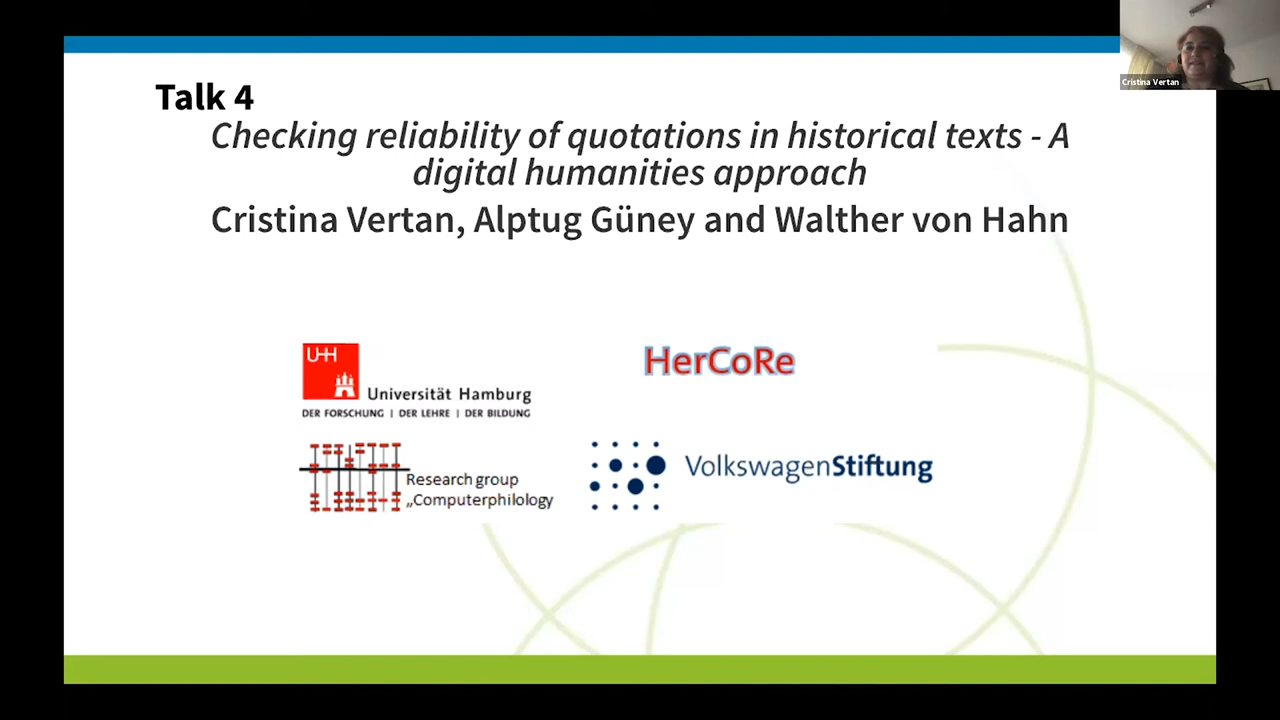 Talk 4
Checking reliability of quotations in historical texts - A
digital humanities approach
Cristina Vertan, Alptug Güney and Walther von Hahn
UHH
Universität Hamburg
DER FORSCHUNG | DER LEHRE | DER BILDUNG
HerCoRe
Research group
„Computerphilology
VolkswagenStiftung
Cristina Vertan